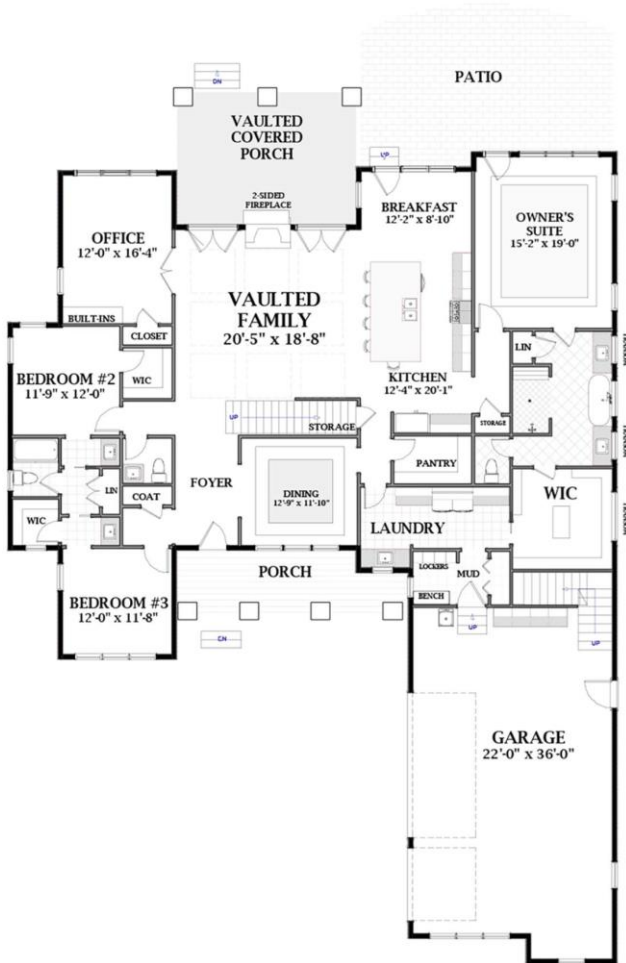 PATIO
DN
VAULTED
COVERED
PORCH
UP
2-SIDED
FIREPLACE
BREAKFAST
12'-2" x 8'-10"
OWNER'S
SUITE
15'-2" x 19'-0"
OFFICE
12'-0" x 16'-4"
VAULTED
FAMILY
20'-5" x 18'-8"
BUILT-INS
CLOSET
LIN
BEDROOM #2
11'-9" x 12'-0"
WIC
KITCHEN
12'-4" x 20'-1"
UP
STORAGE
STORAGE
PANTRY
LIN
COAT
FOYER
DINING
12'-9" x 11'-10"
WIC
WIC
LAUNDRY
LOCKERS
MUD
BENCH
PORCH
BEDROOM #3
12'-0" x 11'-8"
DN
UP
UP
GARAGE
22'-0" x 36'-0"